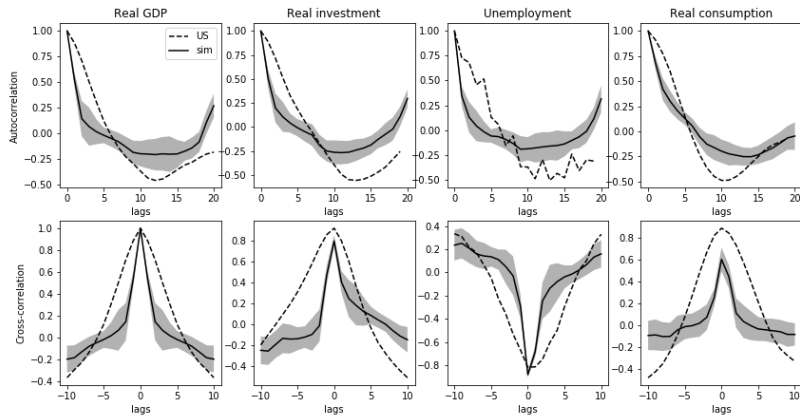 Real GDP
Real investment
Unemployment
Real consumption
US
sim
Autocorrelation
1.00
0.75
0.50
0.25
0.00
−0.25
−0.50
0 5 10 15 20
lags
1.00
0.75
0.50
0.25
0.00
−0.25
−0.50
0 5 10 15 20
lags
1.00
0.75
0.50
0.25
0.00
−0.25
−0.50
0 5 10 15 20
lags
1.00
0.75
0.50
0.25
0.00
−0.25
−0.50
0 5 10 15 20
lags
Cross-correlation
1.0
0.8
0.6
0.4
0.2
0.0
−0.2
−0.4
−10 −5 0 5 10
lags
0.8
0.6
0.4
0.2
0.0
−0.2
−0.4
−10 −5 0 5 10
lags
0.4
0.2
0.0
−0.2
−0.4
−0.6
−0.8
−10 −5 0 5 10
lags
0.8
0.6
0.4
0.2
0.0
−0.2
−0.4
−10 −5 0 5 10
lags